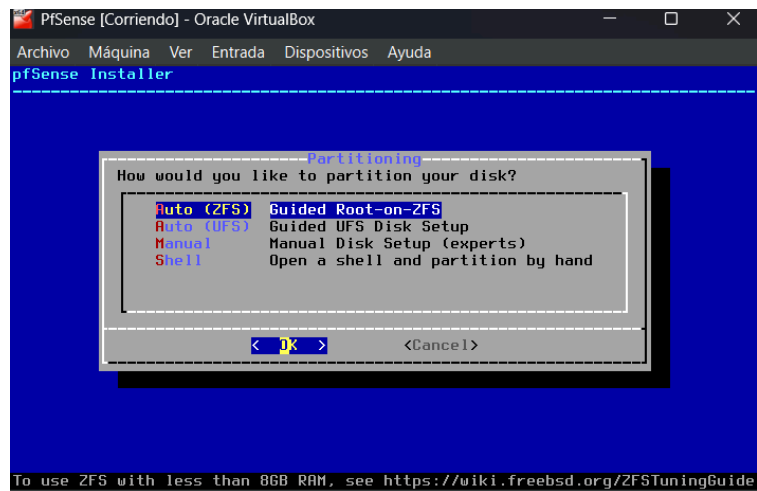 PfSense [Corriendo] - Oracle VirtualBox
Archivo Máquina Ver Entrada Dispositivos Ayuda
pfSense Installer
Partitioning
How would you like to partition your disk?
Auto (ZFS) Guided Root-on-ZFS
Auto (UFS) Guided UFS Disk Setup
Manual Manual Disk Setup (experts)
Shell Open a shell and partition by hand
< OK > <Cancel>
To use ZFS with less than 8GB RAM, see https://wiki.freebsd.org/ZFSTuningGuide